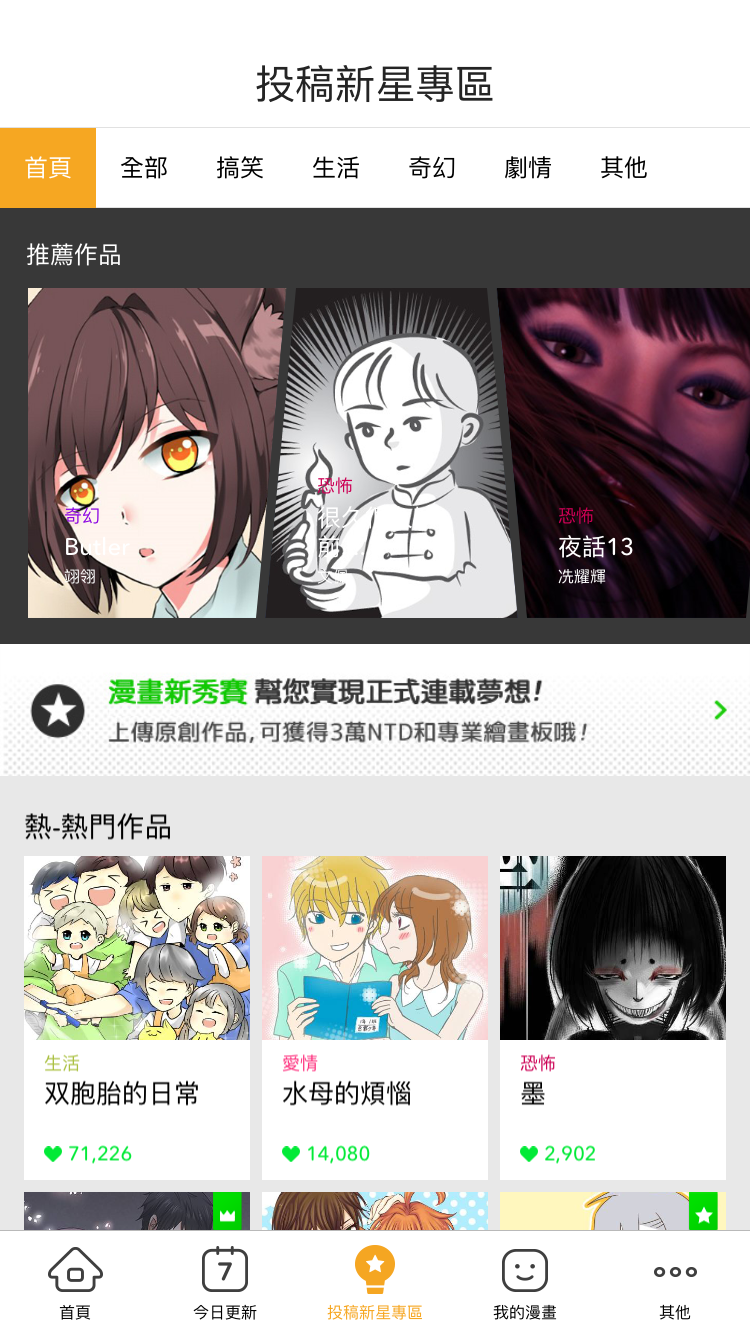 投稿新星專區
首頁 全部 搞笑 生活 奇幻 劇情 其他
推薦作品
奇幻
Butler
翊翎
恐怖
很久
前
恐怖
夜話13
冼耀輝
漫畫新秀賽 幫您實現正式連載夢想!
上傳原創作品,可獲得3萬NTD和專業繪畫板哦!
熱-熱門作品
生活
双胞胎的日常
71,226
愛情
水母的煩惱
14,080
恐怖
墨
2,902
首頁
7
今日更新
投稿新星專區
我的漫畫
其他